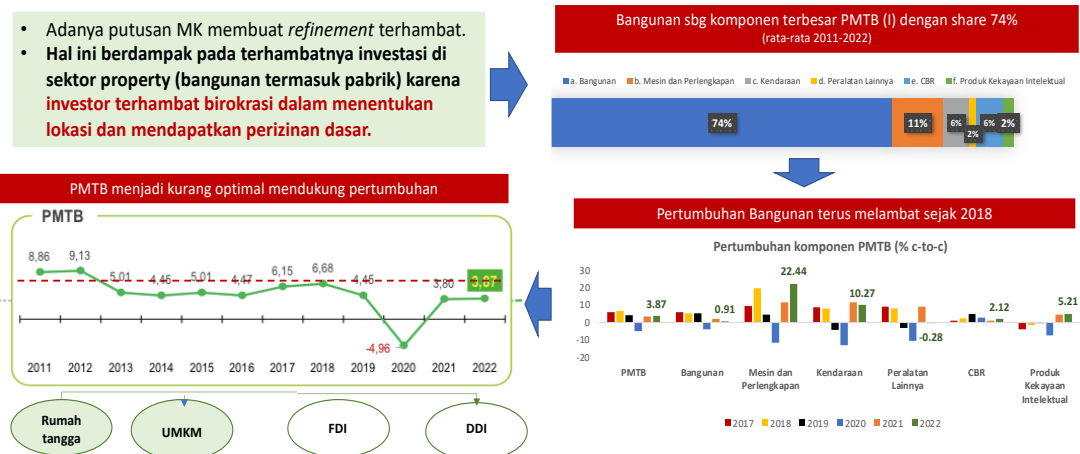 • Adanya putusan MK membuat refinement terhambat.
• Hal ini berdampak pada terhambatnya investasi di
sektor property (bangunan termasuk pabrik) karena
investor terhambat birokrasi dalam menentukan
lokasi dan mendapatkan perizinan dasar.
Bangunan sbg komponen terbesar PMTB (I) dengan share 74%
(rata-rata 2011-2022)
a. Bangunan b. Mesin dan Perlengkapan c. Kendaraan d. Peralatan Lainnya e. CBR f. Produk Kekayaan Intelektual
74% 11% 6% 2% 6% 2%
PMTB menjadi kurang optimal mendukung pertumbuhan
PMTB
8,86 9,13 5,01 4,45 5,01 4,47 6,15 6,68 4,45 -4,96 3,80 3,87
2011 2012 2013 2014 2015 2016 2017 2018 2019 2020 2021 2022
Rumah
tangga
UMKM
FDI
DDI
Pertumbuhan Bangunan terus melambat sejak 2018
Pertumbuhan komponen PMTB (% c-to-c)
30
20
10
0
-10
-20
3.87 0.91 22.44 10.27 -0.28 2.12 5.21
PMTB
Bangunan
Mesin dan
Perlengkapan
Kendaraan
Peralatan
Lainnya
CBR
Produk
Kekayaan
Intelektual
2017 2018 2019 2020 2021 2022